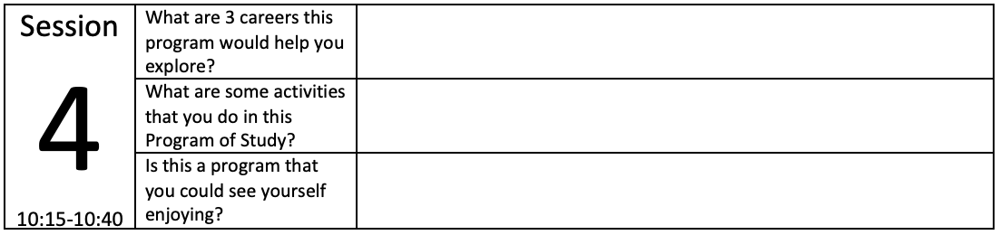 Session
4
10:15-10:40
What are 3 careers this
program would help you
explore?
What are some activities
that you do in this
Program of Study?
Is this a program that
you could see yourself
enjoying?